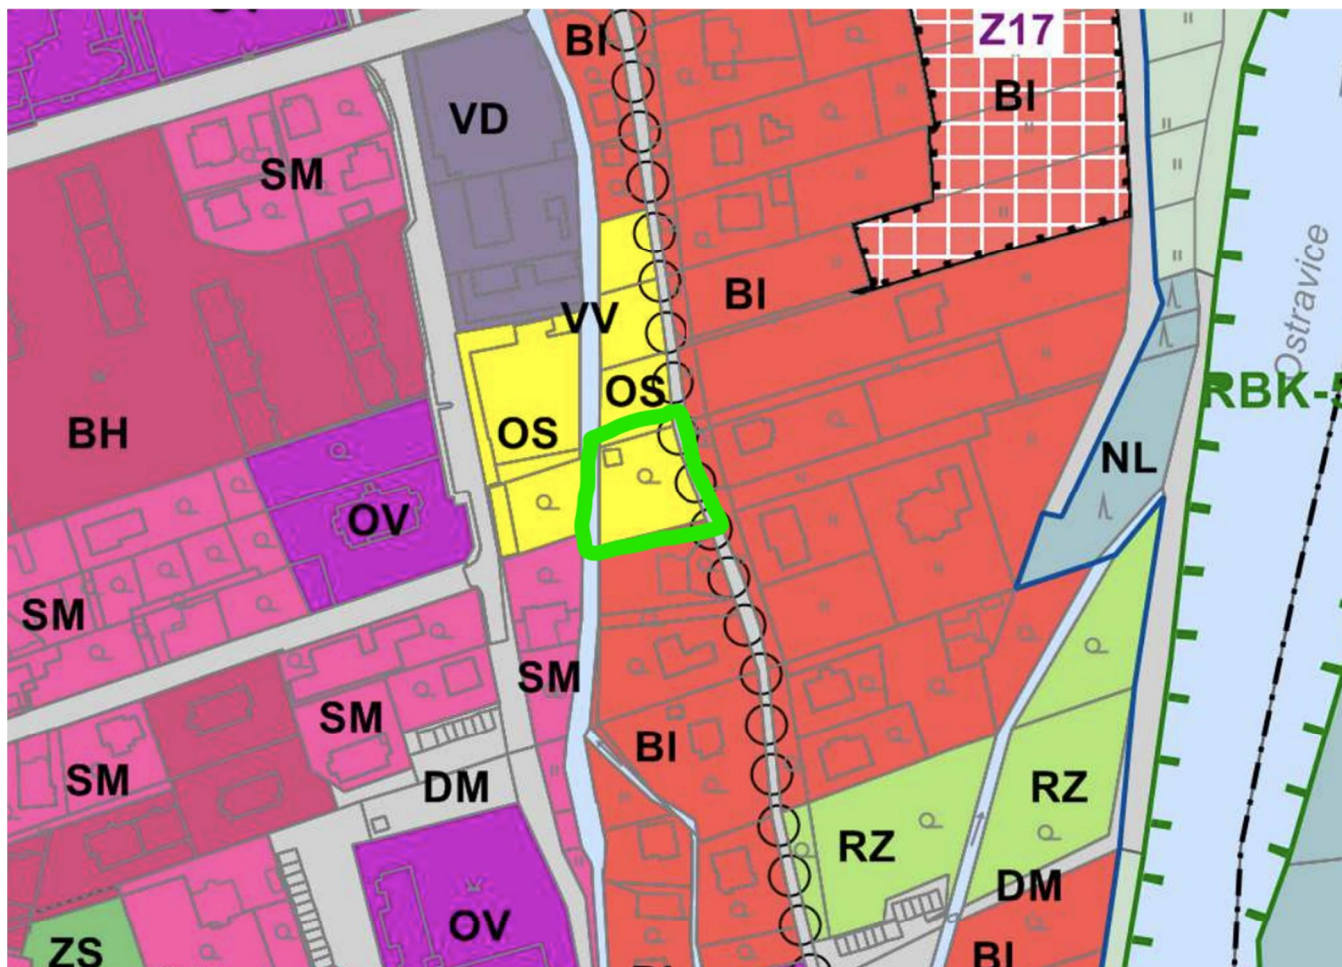 BI
Z17
BI
VD
SM
Ostravice
BI
VV
RBK-
OS
OS
BH
NL
OV
SM
SM
SM
BI
SM
DM
RZ
RZ
DM
OV
ZS
BI